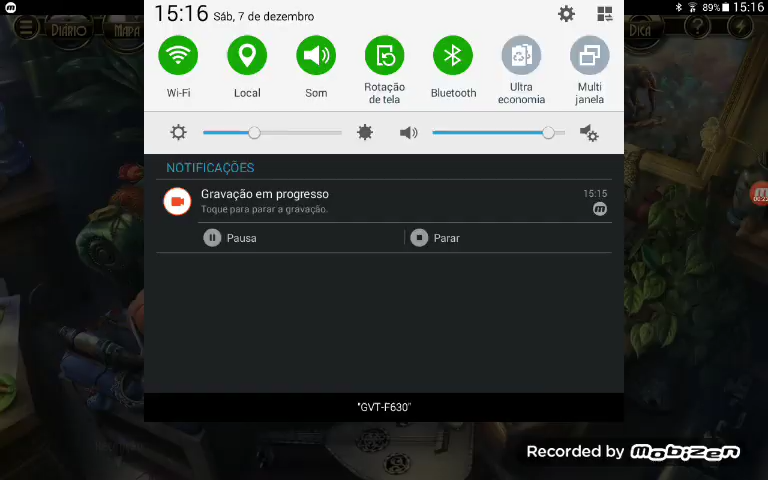 15:16 Sáb, 7 de dezembro
89% 15:16
DIÁRIO
MAPA
DICA
?
Wi-Fi
Local
Som
Rotação
de tela
Bluetooth
Ultra
economia
Multi
janela
NOTIFICAÇÕES
Gravação em progresso
15:15
Toque para parar a gravação.
Pausa
Parar
"GVT-F630"
Recorded by Mobizen